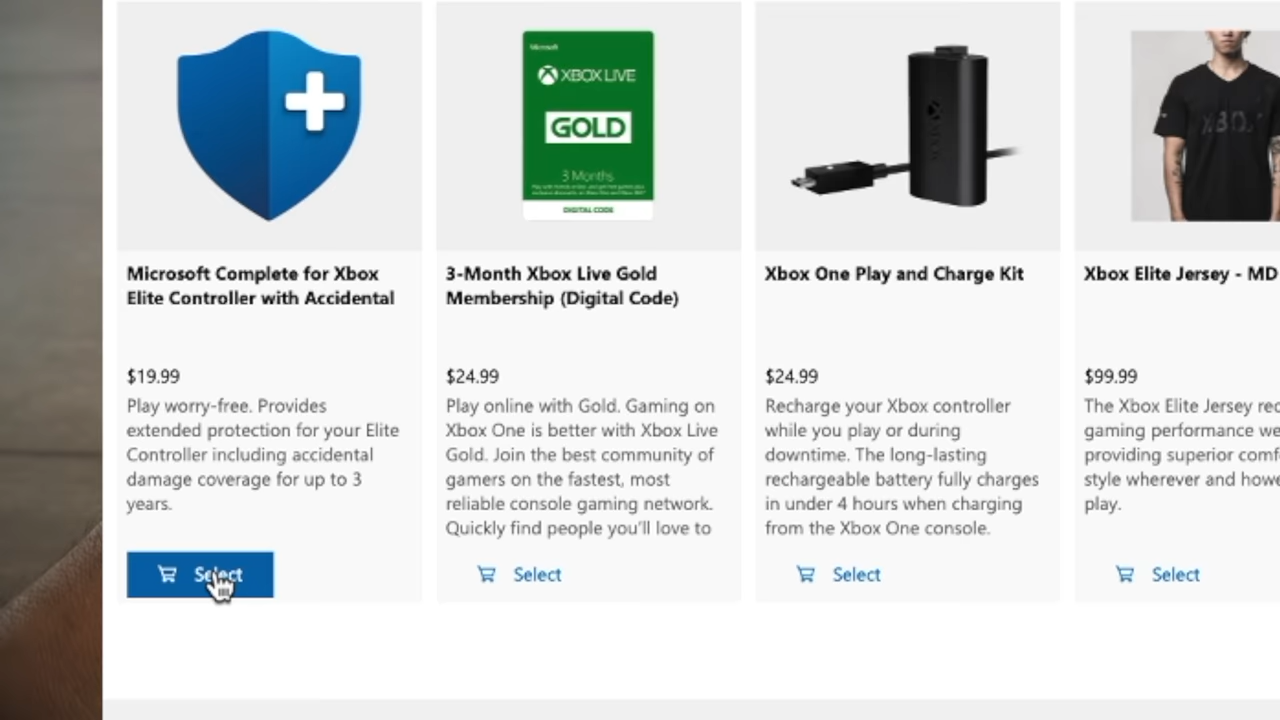 Microsoft
XBOX LIVE
GOLD
3 Months
DIGITAL CODE
XBOX
Microsoft Complete for Xbox
Elite Controller with Accidental
$19.99
Play worry-free. Provides
extended protection for your Elite
Controller including accidental
damage coverage for up to 3
years.
Select
3-Month Xbox Live Gold
Membership (Digital Code)
$24.99
Play online with Gold. Gaming on
Xbox One is better with Xbox Live
Gold. Join the best community of
gamers on the fastest, most
reliable console gaming network.
Quickly find people you'll love to
Select
Xbox One Play and Charge Kit
$24.99
Recharge your Xbox controller
while you play or during
downtime. The long-lasting
rechargeable battery fully charges
in under 4 hours when charging
from the Xbox One console.
Select
Xbox Elite Jersey - MD
$99.99
The Xbox Elite Jersey
gaming performance
providing superior
style wherever and
play.
Select